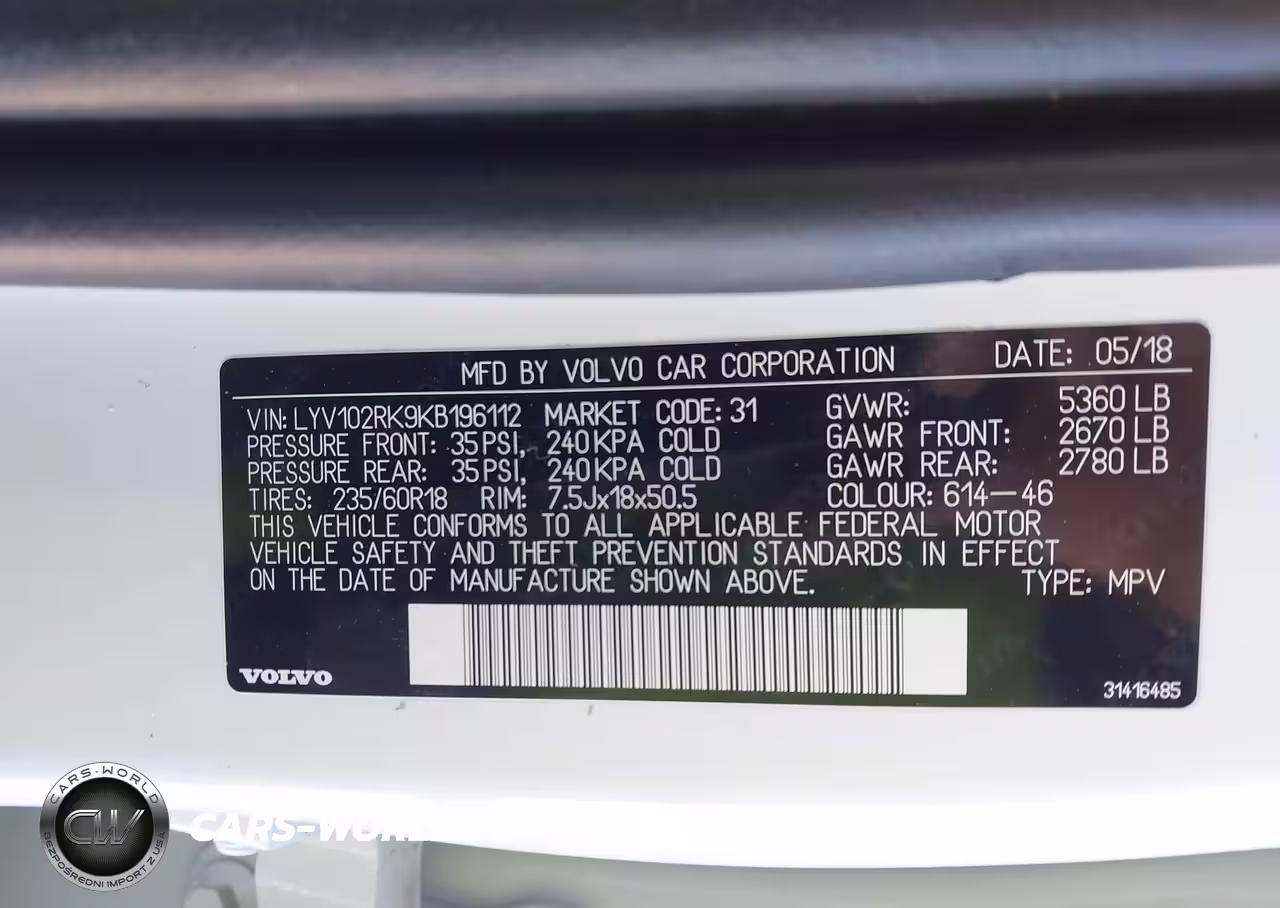 MFD BY VOLVO CAR CORPORATION DATE: 05/18
VIN: LYV102RK9KB196112 MARKET CODE: 31 GVWR: 5360 LB
PRESSURE FRONT: 35 PSI, 240 KPA COLD GAWR FRONT: 2670 LB
PRESSURE REAR: 35 PSI, 240 KPA COLD GAWR REAR: 2780 LB
TIRES: 235/60R18 RIM: 7.5Jx18x50.5 COLOUR: 614-46
THIS VEHICLE CONFORMS TO ALL APPLICABLE FEDERAL MOTOR
VEHICLE SAFETY AND THEFT PREVENTION STANDARDS IN EFFECT
ON THE DATE OF MANUFACTURE SHOWN ABOVE. TYPE: MPV
VOLVO 31416485
CARS-WORLD
CW
BEZPOŚREDNI IMPORT Z USA